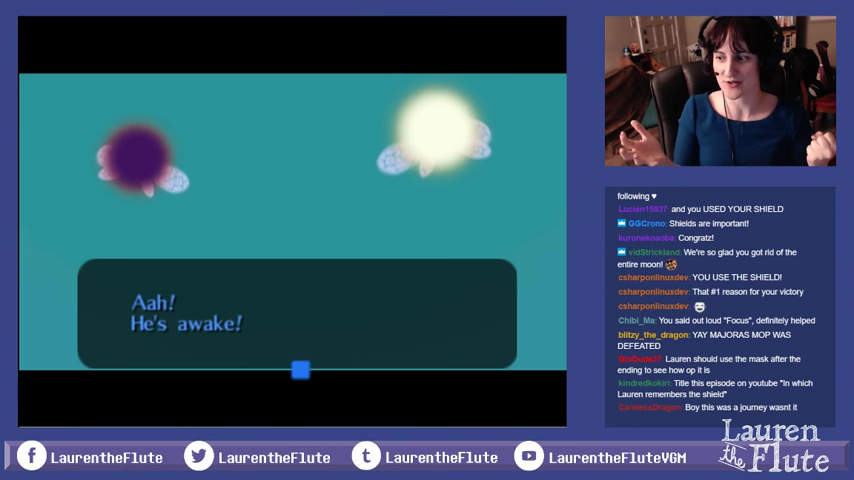 Aah!
He's awake!
following ♥
Lucien15937: and you USED YOUR SHIELD
GGCrono: Shields are important!
kuronekoaoba: Congratz!
vidStrickland: We're so glad you got rid of the
entire moon!
csharponlinuxdev: YOU USE THE SHIELD!
csharponlinuxdev: That #1 reason for your victory
csharponlinuxdev:
Chibi_Ma: You said out loud "Focus", definitely helped
blitzy_the_dragon: YAY MAJORAS MOP WAS
DEFEATED
Lauren should use the mask after the
ending to see how op it is
kindredkokiri: Title this episode on youtube "In which
Lauren remembers the shield"
CarelessDragon: Boy this was a journey wasnt it
Lauren
the Flute
LaurentheFlute
LaurentheFlute
LaurentheFlute
LaurentheFluteVGM